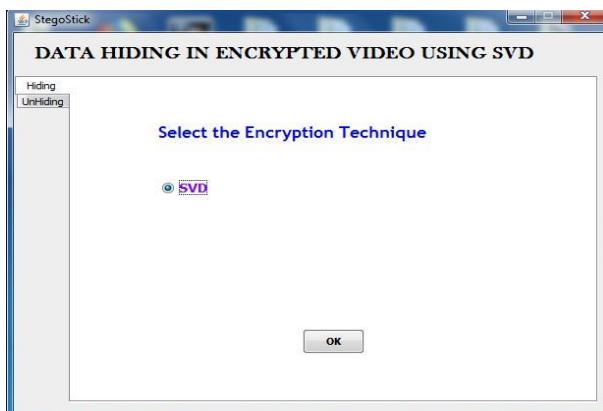 StegoStick
DATA HIDING IN ENCRYPTED VIDEO USING SVD
Hiding
UnHiding
Select the Encryption Technique
SVD
OK